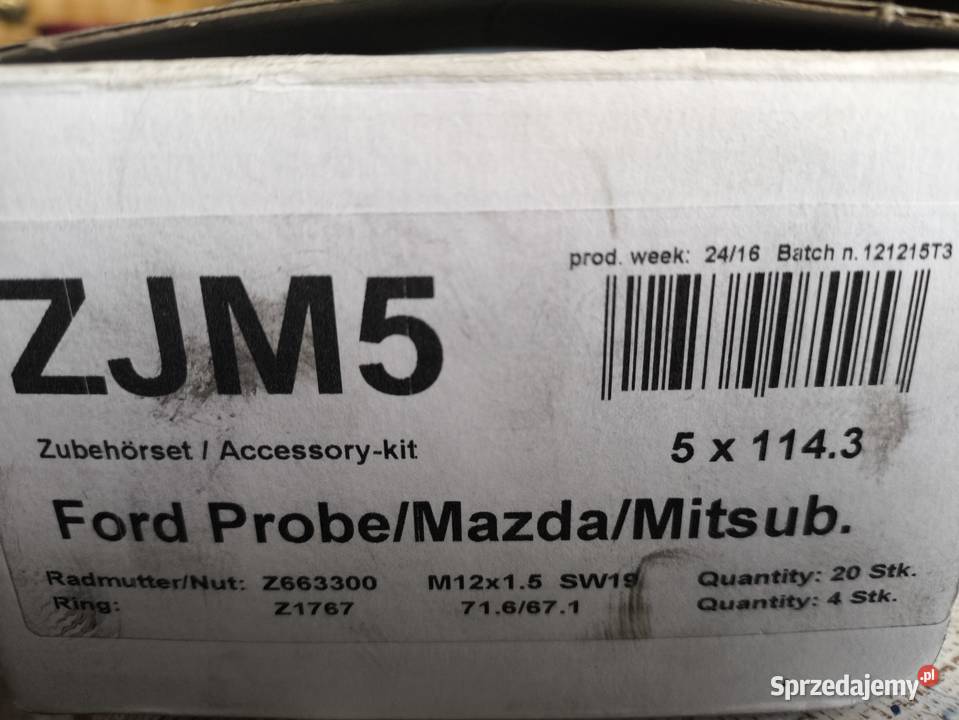 prod. week: 24/16 Batch n. 121215T3
ZJM5
Zubehörset / Accessory-kit
5 x 114.3
Ford Probe/Mazda/Mitsub.
Radmutter/Nut: Z663300 M12x1.5 SW19 Quantity: 20 Stk.
Ring: Z1767 71.6/67.1 Quantity: 4 Stk.
Sprzedajemy.pl